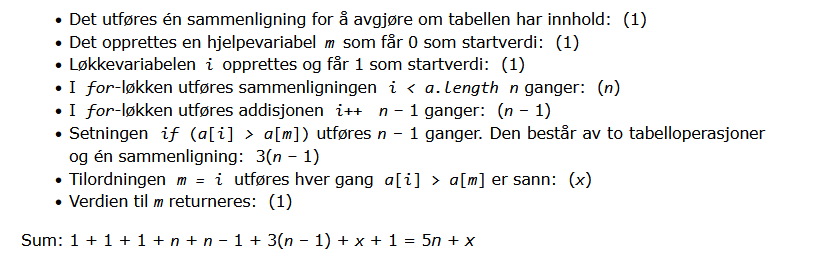 • Det utføres én sammenligning for å avgjøre om tabellen har innhold: (1)
• Det opprettes en hjelpevariabel m som får 0 som startverdi: (1)
• Løkkevariabelen i opprettes og får 1 som startverdi: (1)
• I for-løkken utføres sammenligningen i < a.length n ganger: (n)
• I for-løkken utføres addisjonen i++ n − 1 ganger: (n − 1)
• Setningen if (a[i] > a[m]) utføres n − 1 ganger. Den består av to tabelloperasjoner
og én sammenligning: 3(n − 1)
• Tilordningen m = i utføres hver gang a[i] > a[m] er sann: (x)
• Verdien til m returneres: (1)
Sum: 1 + 1 + 1 + n + n − 1 + 3(n − 1) + x + 1 = 5n + x